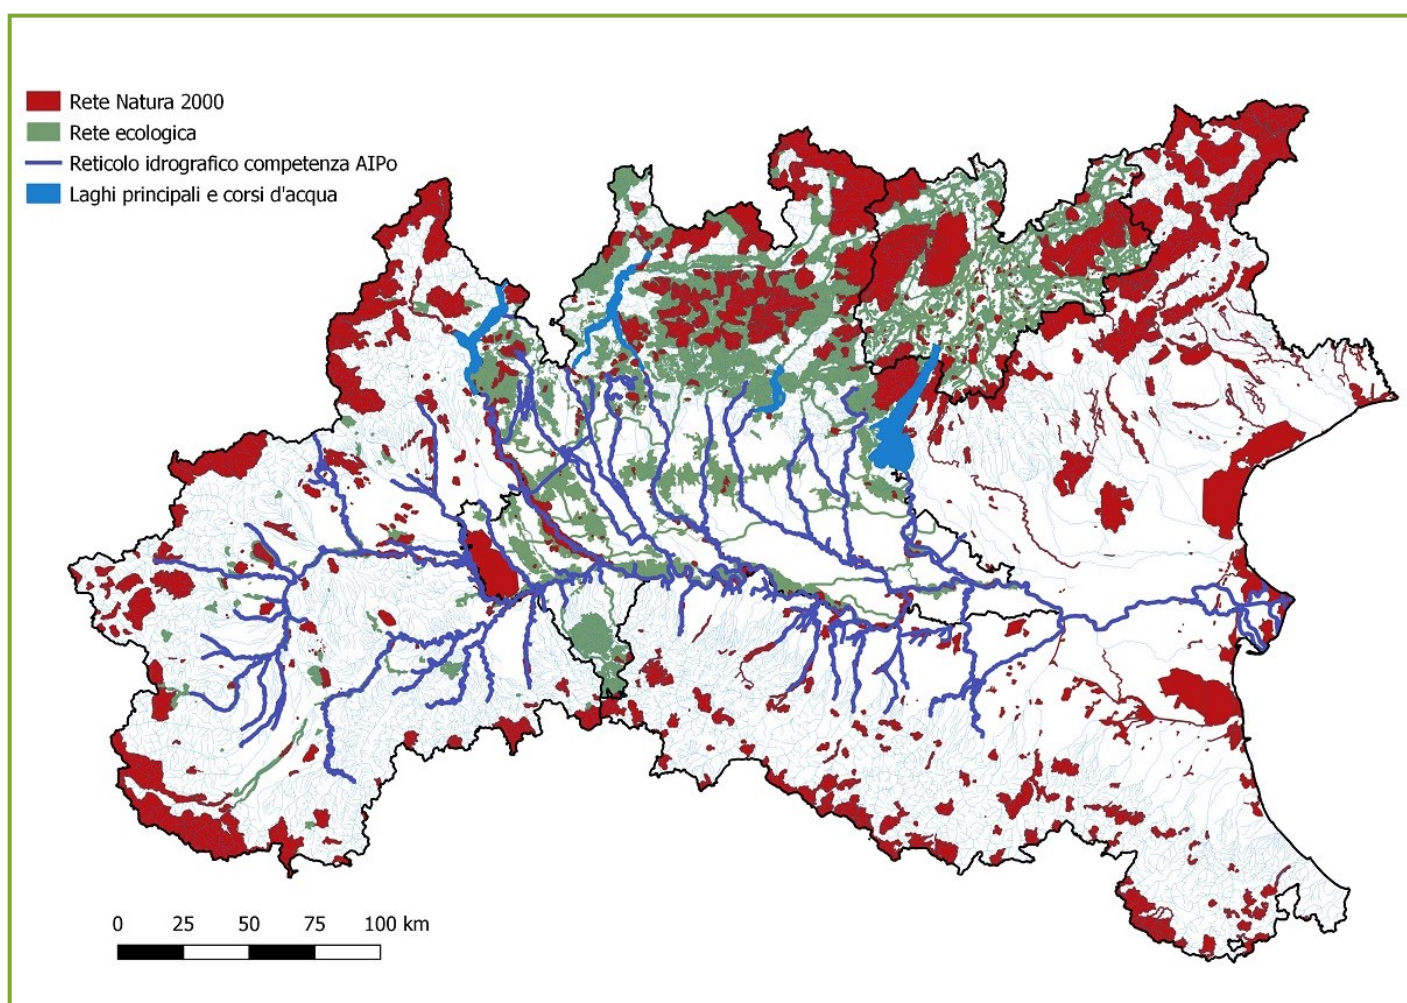 Rete Natura 2000
Rete ecologica
Reticolo idrografico competenza AIPo
Laghi principali e corsi d'acqua
0 25 50 75 100 km